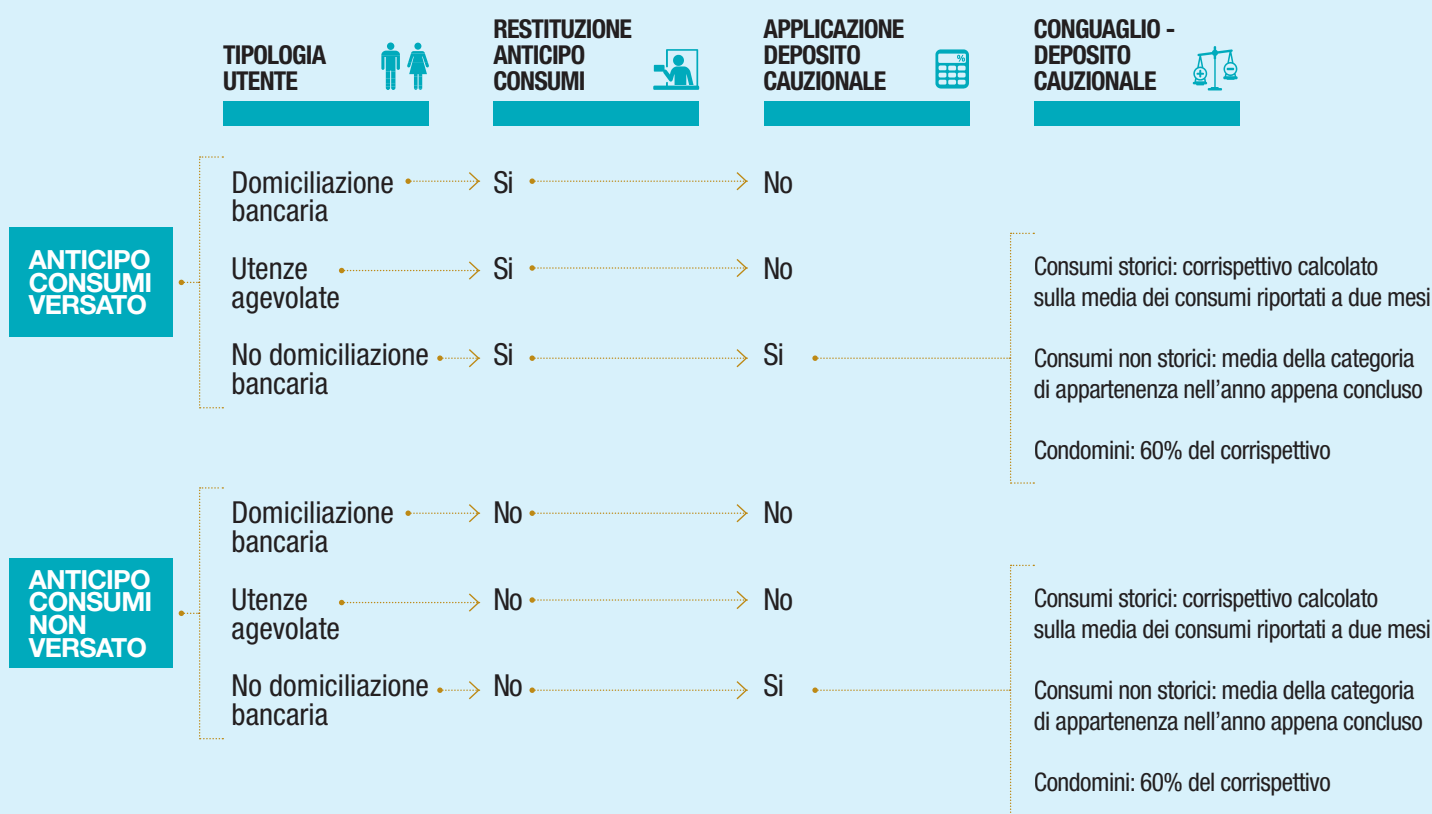 TIPOLOGIA
UTENTE
RESTITUZIONE
ANTICIPO
CONSUMI
APPLICAZIONE
DEPOSITO
CAUZIONALE
%
CONGUAGLIO -
DEPOSITO
CAUZIONALE
ANTICIPO
CONSUMI
VERSATO
Domiciliazione
bancaria
Si
No
Utenze
agevolate
Si
No
No domiciliazione
bancaria
Si
Si
Consumi storici: corrispettivo calcolato
sulla media dei consumi riportati a due mesi
Consumi non storici: media della categoria
di appartenenza nell’anno appena concluso
Condomini: 60% del corrispettivo
ANTICIPO
CONSUMI
NON
VERSATO
Domiciliazione
bancaria
No
No
Utenze
agevolate
No
No
No domiciliazione
bancaria
No
Si
Consumi storici: corrispettivo calcolato
sulla media dei consumi riportati a due mesi
Consumi non storici: media della categoria
di appartenenza nell’anno appena concluso
Condomini: 60% del corrispettivo